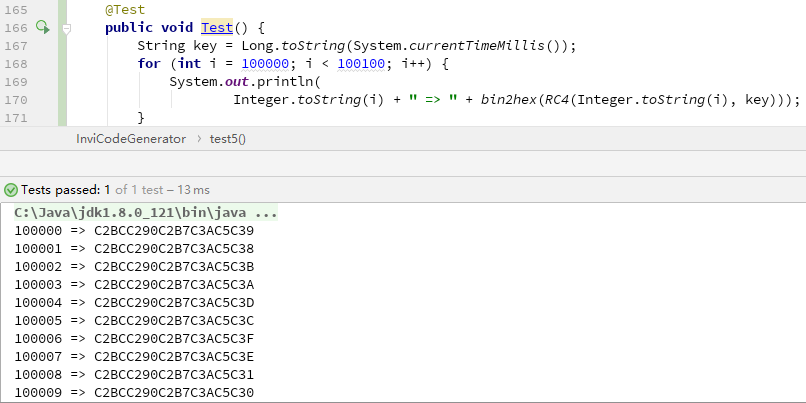 165 @Test
166 public void Test() {
167 String key = Long.toString(System.currentTimeMillis());
168 for (int i = 100000; i < 100100; i++) {
169 System.out.println(
170 Integer.toString(i) + " => " + bin2hex(RC4(Integer.toString(i), key)));
171 }
InviCodeGenerator > test5()
Tests passed: 1 of 1 test – 13 ms
C:\Java\jdk1.8.0_121\bin\java ...
100000 => C2BCC290C2B7C3AC5C39
100001 => C2BCC290C2B7C3AC5C38
100002 => C2BCC290C2B7C3AC5C3B
100003 => C2BCC290C2B7C3AC5C3A
100004 => C2BCC290C2B7C3AC5C3D
100005 => C2BCC290C2B7C3AC5C3C
100006 => C2BCC290C2B7C3AC5C3F
100007 => C2BCC290C2B7C3AC5C3E
100008 => C2BCC290C2B7C3AC5C31
100009 => C2BCC290C2B7C3AC5C30